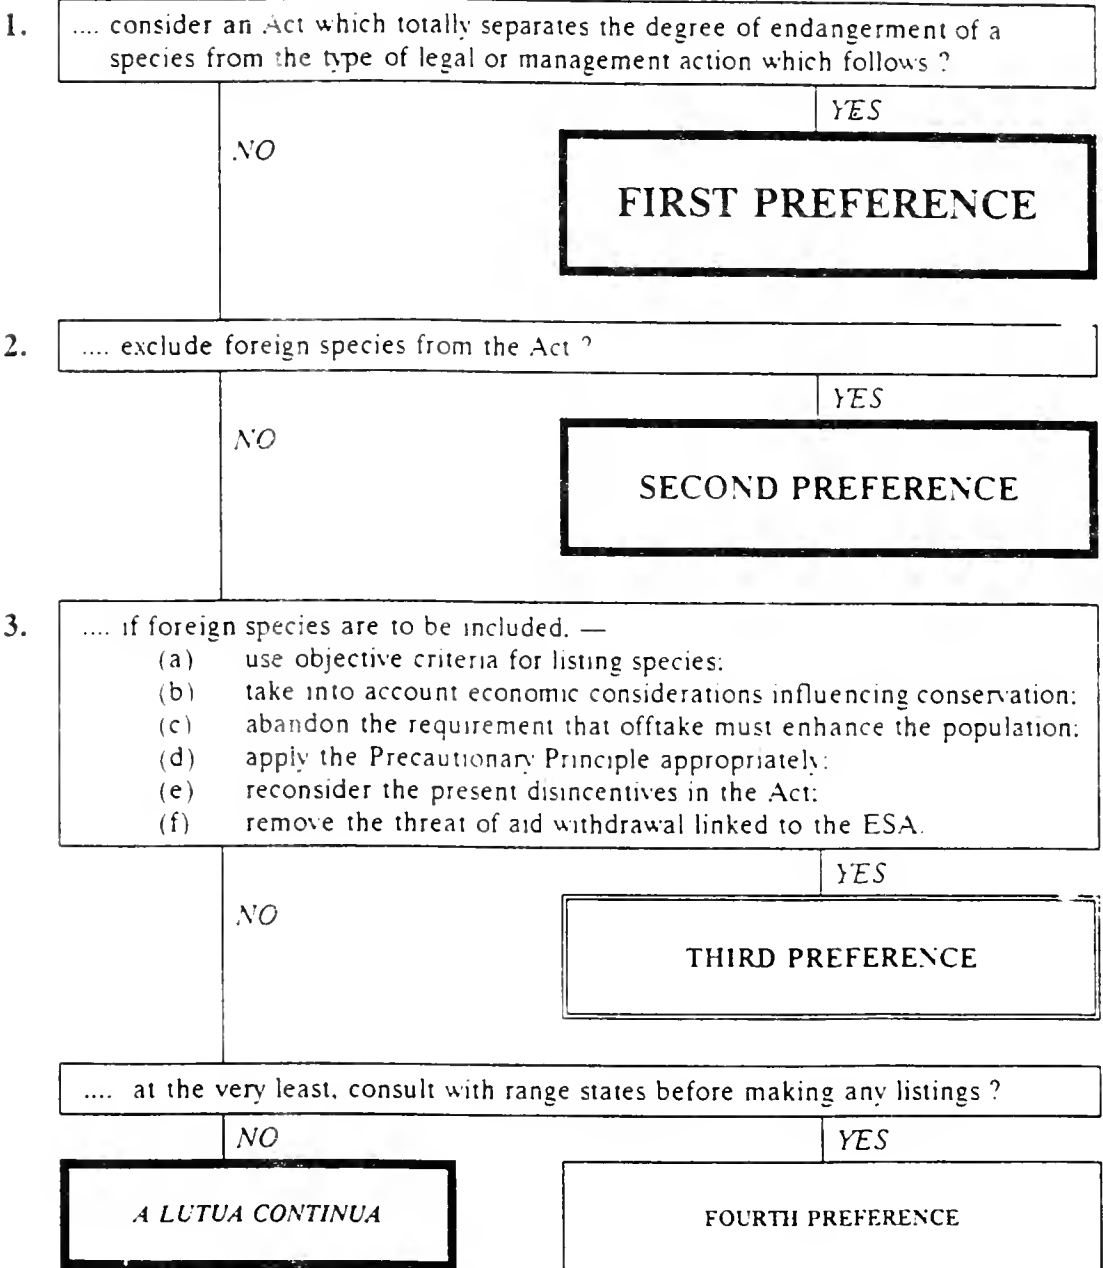 1. .... consider an Act which totally separates the degree of endangerment of a
species from the type of legal or management action which follows ?
YES
NO
FIRST PREFERENCE
2. .... exclude foreign species from the Act ?
YES
NO
SECOND PREFERENCE
3. .... if foreign species are to be included, —
(a) use objective criteria for listing species;
(b) take into account economic considerations influencing conservation;
(c) abandon the requirement that offtake must enhance the population;
(d) apply the Precautionary Principle appropriately;
(e) reconsider the present disincentives in the Act;
(f) remove the threat of aid withdrawal linked to the ESA.
YES
NO
THIRD PREFERENCE
.... at the very least, consult with range states before making any listings ?
NO YES
A LUTUA CONTINUA FOURTH PREFERENCE